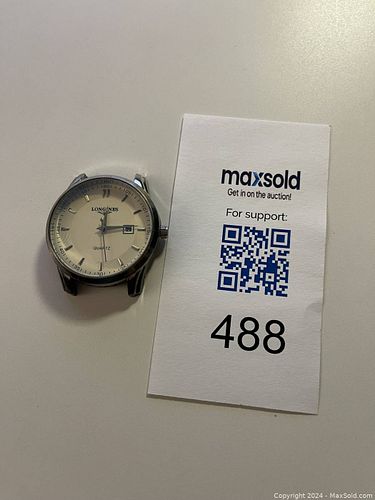 LONGINES
QUARTZ
maxsold
Get in on the auction!
For support:
488
Copyright 2024 - MaxSold.com